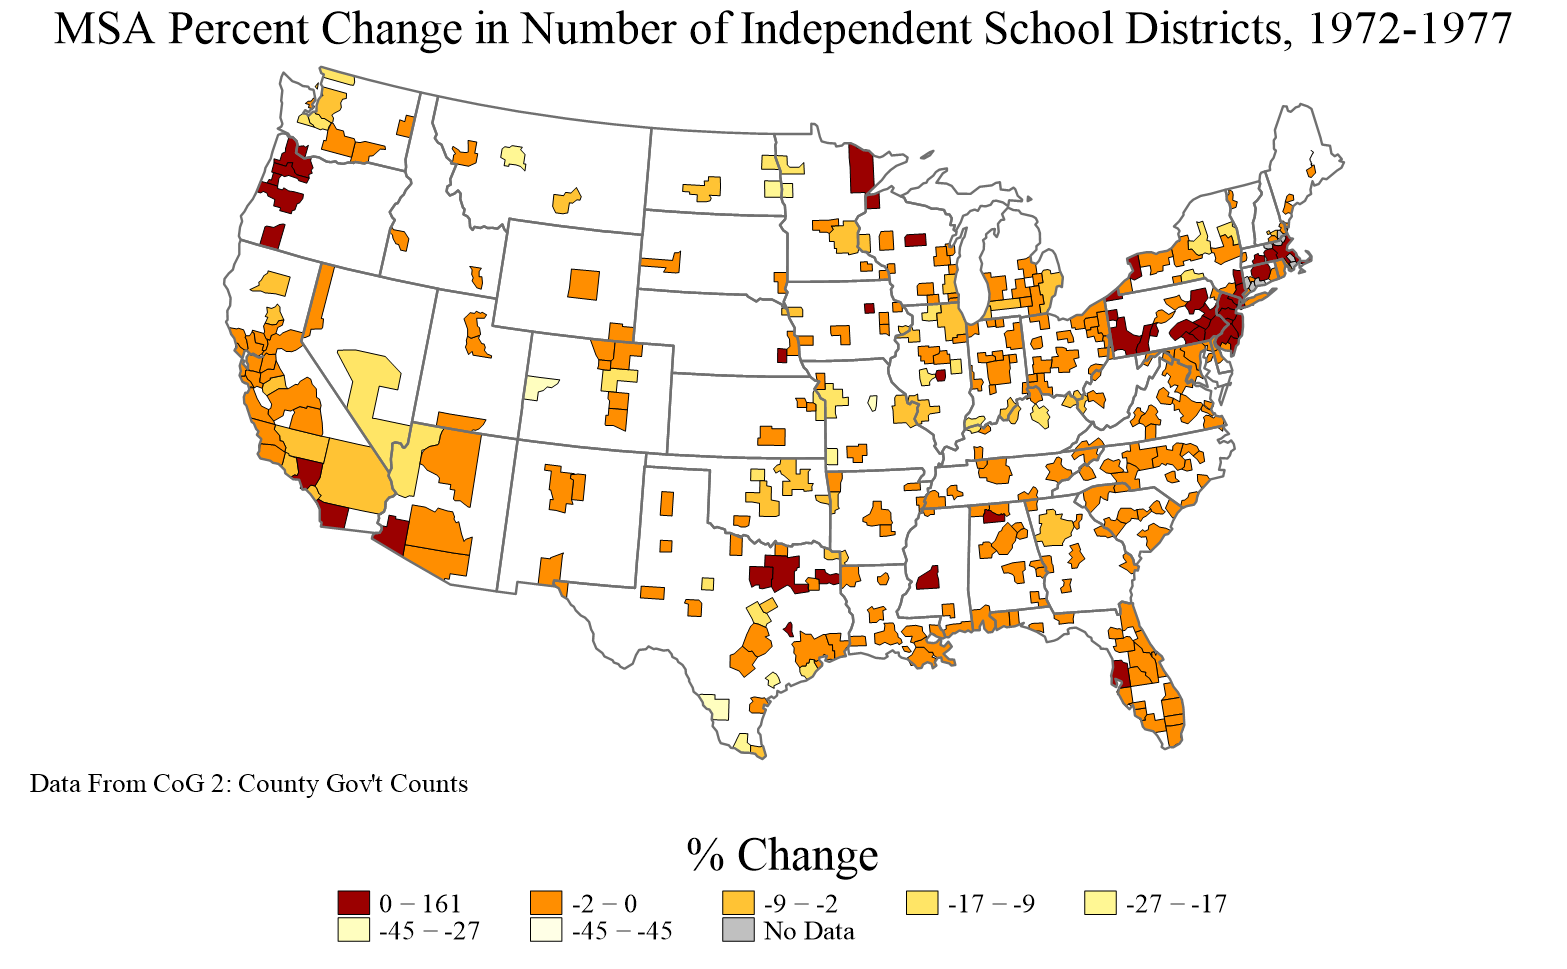 MSA Percent Change in Number of Independent School Districts, 1972-1977
Data From CoG 2: County Gov't Counts
% Change
0 – 161 -2 – 0 -9 – -2 -17 – -9 -27 – -17
-45 – -27 -45 – -45 No Data